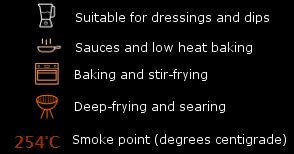 Suitable for dressings and dips
Sauces and low heat baking
Baking and stir-frying
Deep-frying and searing
254°C Smoke point (degrees centigrade)